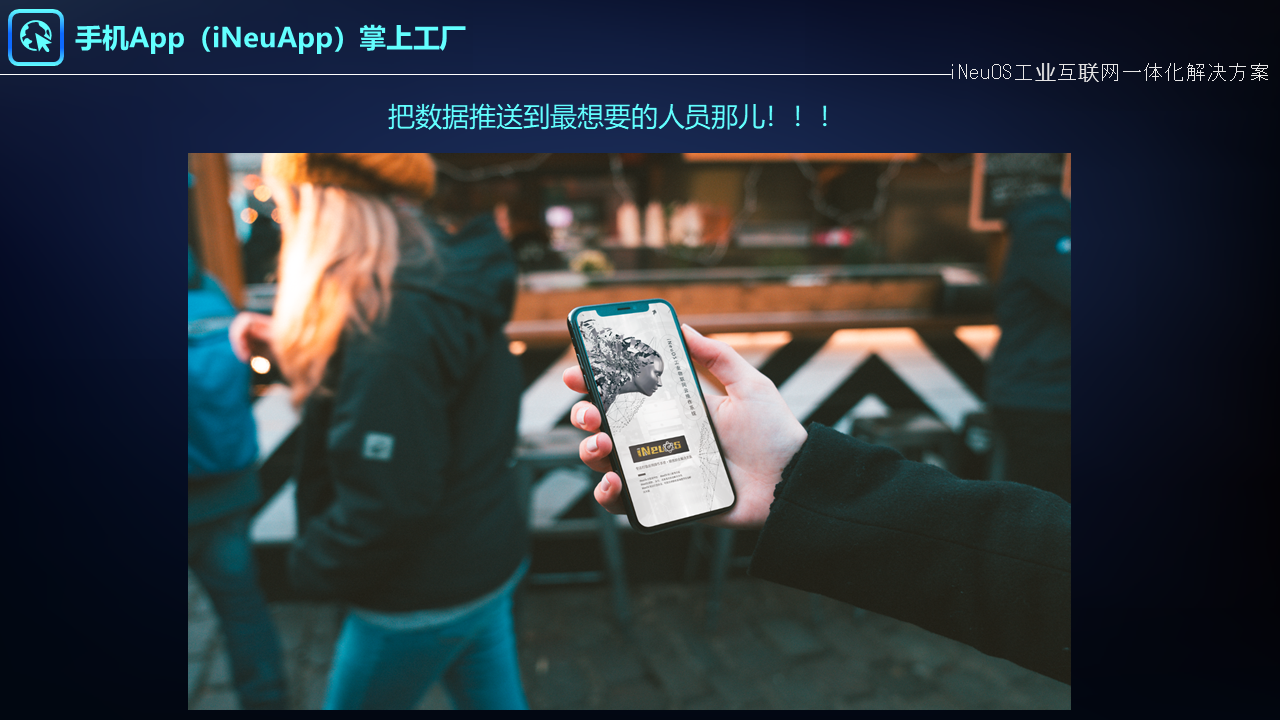 手机App（iNeuApp）掌上工厂
iNeuOS工业互联网一体化解决方案
把数据推送到最想要的人员那儿！！！
iNeuOS